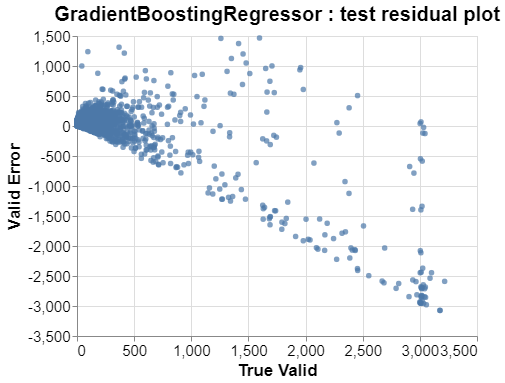 GradientBoostingRegressor : test residual plot
1,500
1,000
500
0
-500
-1,000
-1,500
-2,000
-2,500
-3,000
-3,500
Valid Error
0 500 1,000 1,500 2,000 2,500 3,000 3,500
True Valid